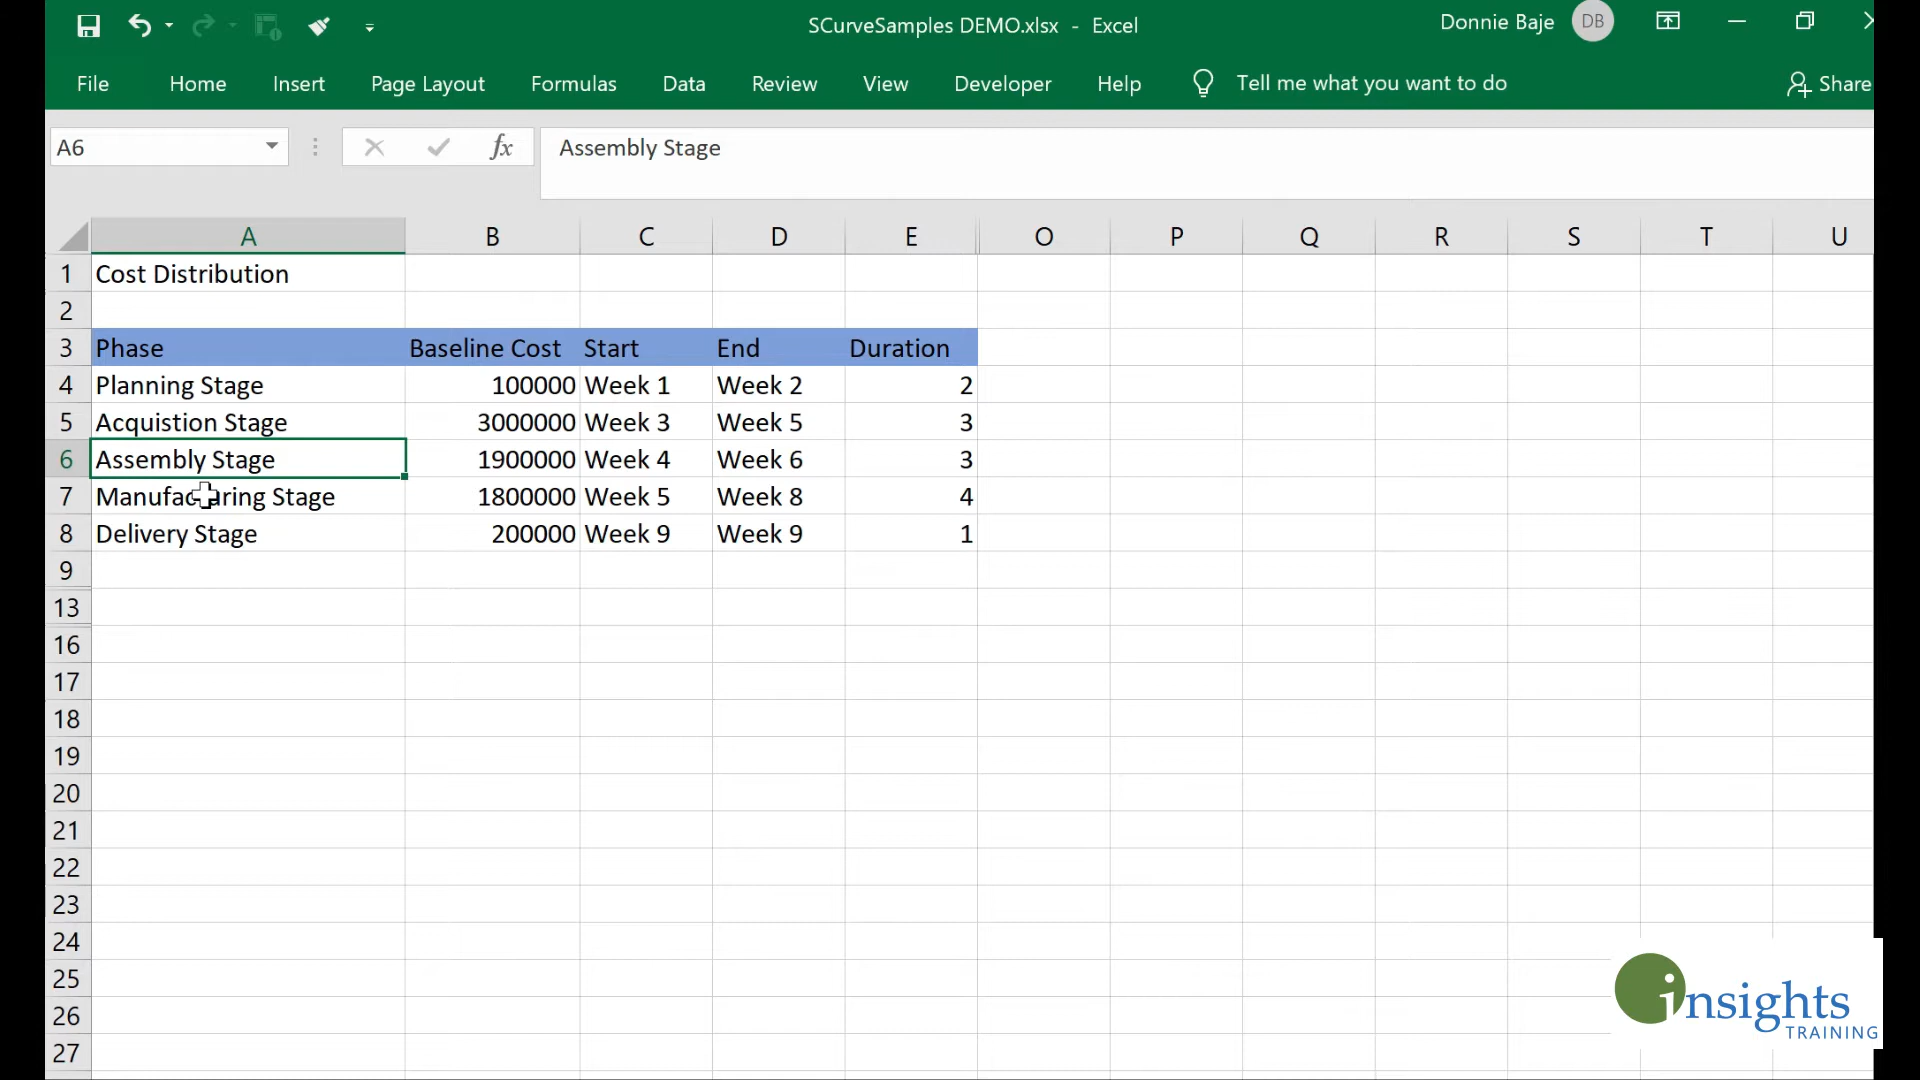 SCurveSamples DEMO.xlsx - Excel
Donnie Baje DB
File Home Insert Page Layout Formulas Data Review View Developer Help Tell me what you want to do Share
A6 fx Assembly Stage
A B C D E O P Q R S T U
1 Cost Distribution
2
3 Phase Baseline Cost Start End Duration
4 Planning Stage 100000 Week 1 Week 2 2
5 Acquistion Stage 3000000 Week 3 Week 5 3
6 Assembly Stage 1900000 Week 4 Week 6 3
7 Manufacturing Stage 1800000 Week 5 Week 8 4
8 Delivery Stage 200000 Week 9 Week 9 1
9
13
16
17
18
19
20
21
22
23
24
25
26
27
insights
TRAINING